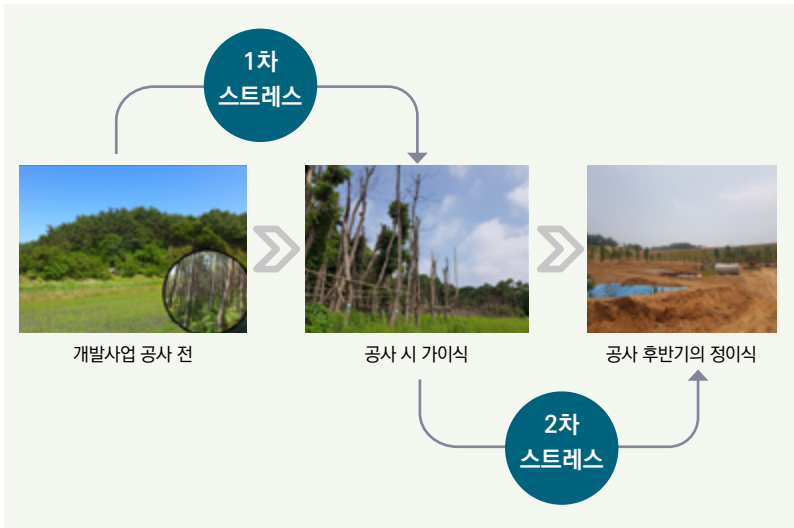 1차
스트레스
개발사업 공사 전
공사 시 가이식
공사 후반기의 정이식
2차
스트레스